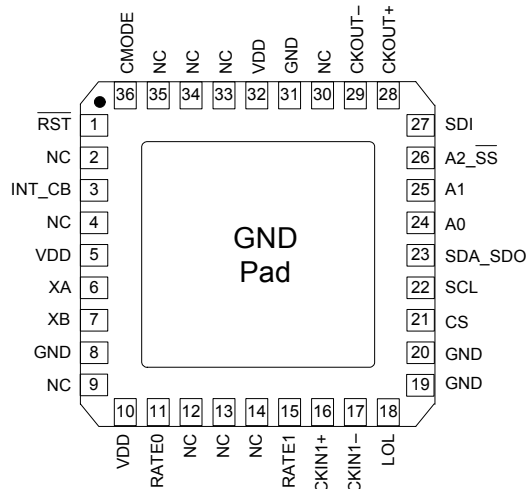 CMODE NC NC NC VDD GND NC CKOUT− CKOUT+
36 35 34 33 32 31 30 29 28
R̅S̅T̅ 1 27 SDI
NC 2 26 A2_S̅S̅
INT_CB 3 25 A1
NC 4 24 A0
VDD 5 23 SDA_SDO
XA 6 22 SCL
XB 7 21 CS
GND 8 20 GND
NC 9 19 GND
GND
Pad
10 11 12 13 14 15 16 17 18
VDD RATE0 NC NC NC RATE1 CKIN1+ CKIN1− LOL